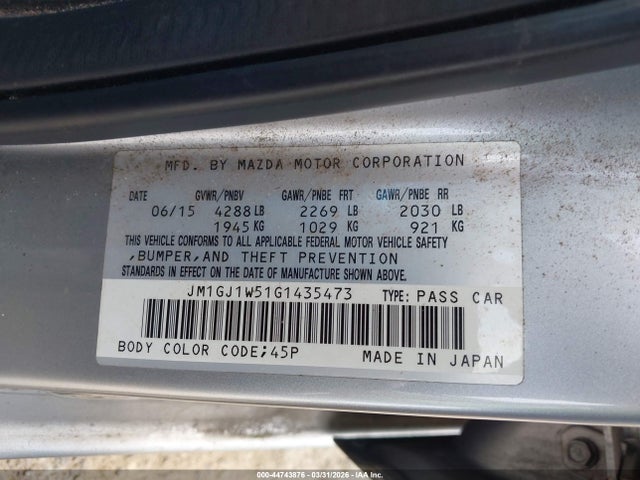 MFD. BY MAZDA MOTOR CORPORATION
DATE GVWR/PNBV GAWR/PNBE FRT GAWR/PNBE RR
06/15 4288 LB 2269 LB 2030 LB
1945 KG 1029 KG 921 KG
THIS VEHICLE CONFORMS TO ALL APPLICABLE FEDERAL MOTOR VEHICLE SAFETY
,BUMPER,AND THEFT PREVENTION
STANDARDS IN EFFECT ON THE DATE OF MANUFACTURE SHOWN ABOVE.
JM1GJ1W51G1435473 TYPE: PASS CAR
BODY COLOR CODE;45P MADE IN JAPAN
000-44743876 - 03/31/2026 - IAA Inc.